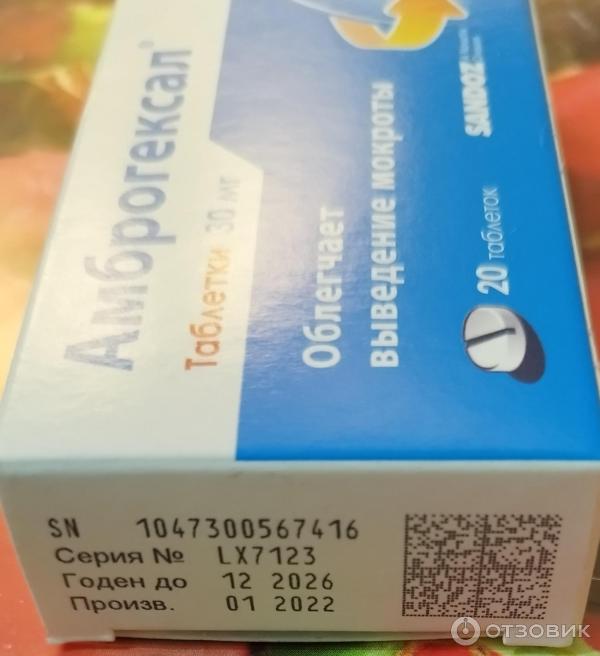 Амброгексал®
Таблетки 30 мг
Облегчает
выведение мокроты
20 таблеток
SANDOZ
SN 1047300567416
Серия № LX7123
Годен до 12 2026
Произв. 01 2022
ОТЗОВИК